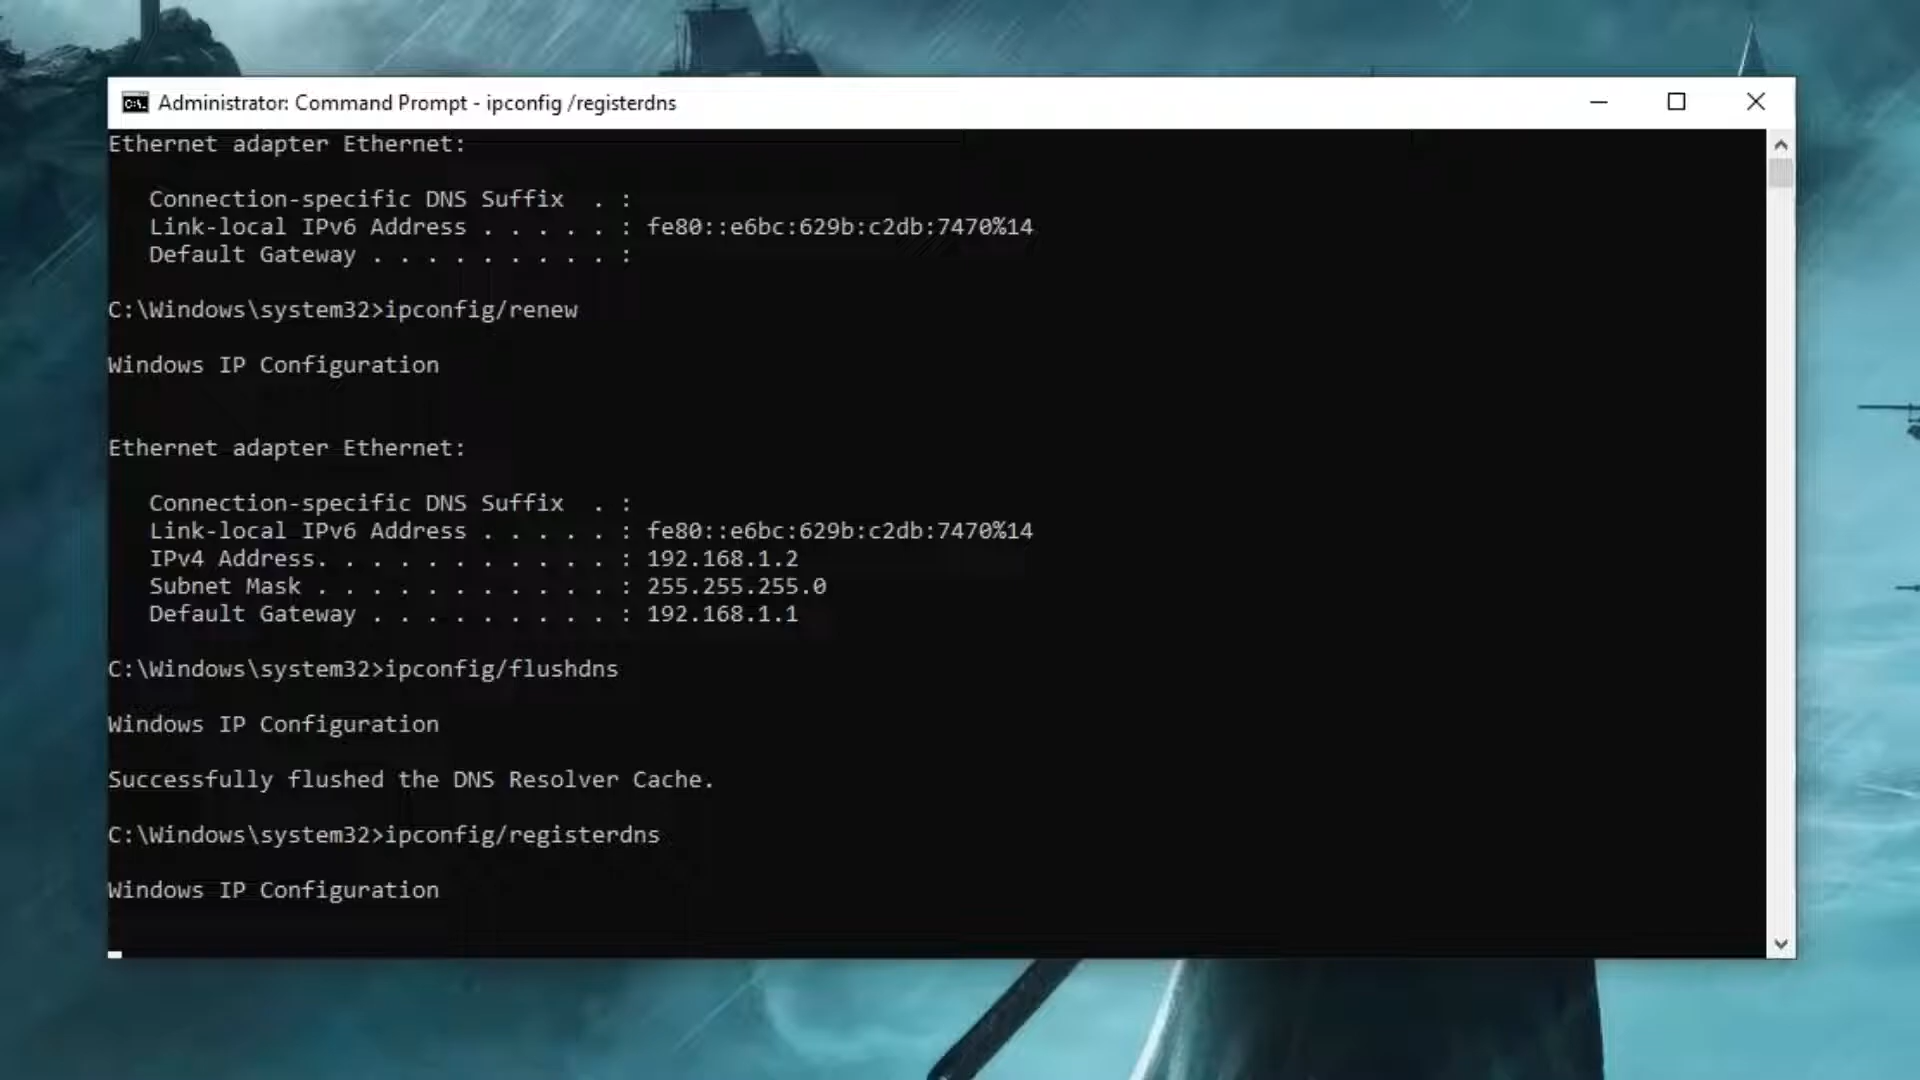 Administrator: Command Prompt - ipconfig /registerdns
Ethernet adapter Ethernet:
Connection-specific DNS Suffix  . :
Link-local IPv6 Address . . . . . : fe80::e6bc:629b:c2db:7470%14
Default Gateway . . . . . . . . . :
C:\Windows\system32>ipconfig/renew
Windows IP Configuration
Ethernet adapter Ethernet:
Connection-specific DNS Suffix  . :
Link-local IPv6 Address . . . . . : fe80::e6bc:629b:c2db:7470%14
IPv4 Address. . . . . . . . . . . : 192.168.1.2
Subnet Mask . . . . . . . . . . . : 255.255.255.0
Default Gateway . . . . . . . . . : 192.168.1.1
C:\Windows\system32>ipconfig/flushdns
Windows IP Configuration
Successfully flushed the DNS Resolver Cache.
C:\Windows\system32>ipconfig/registerdns
Windows IP Configuration